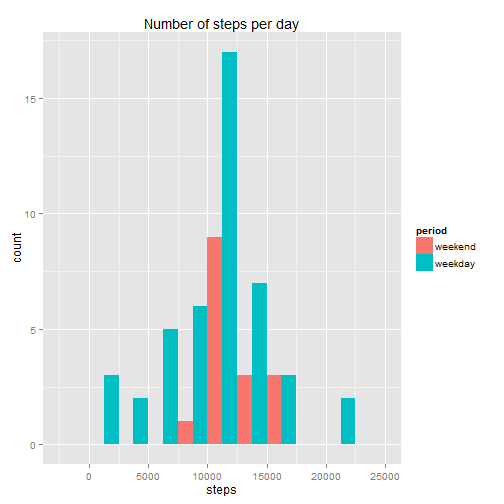 Number of steps per day
15
10
5
0
count
0 5000 10000 15000 20000 25000
steps
period
weekend
weekday